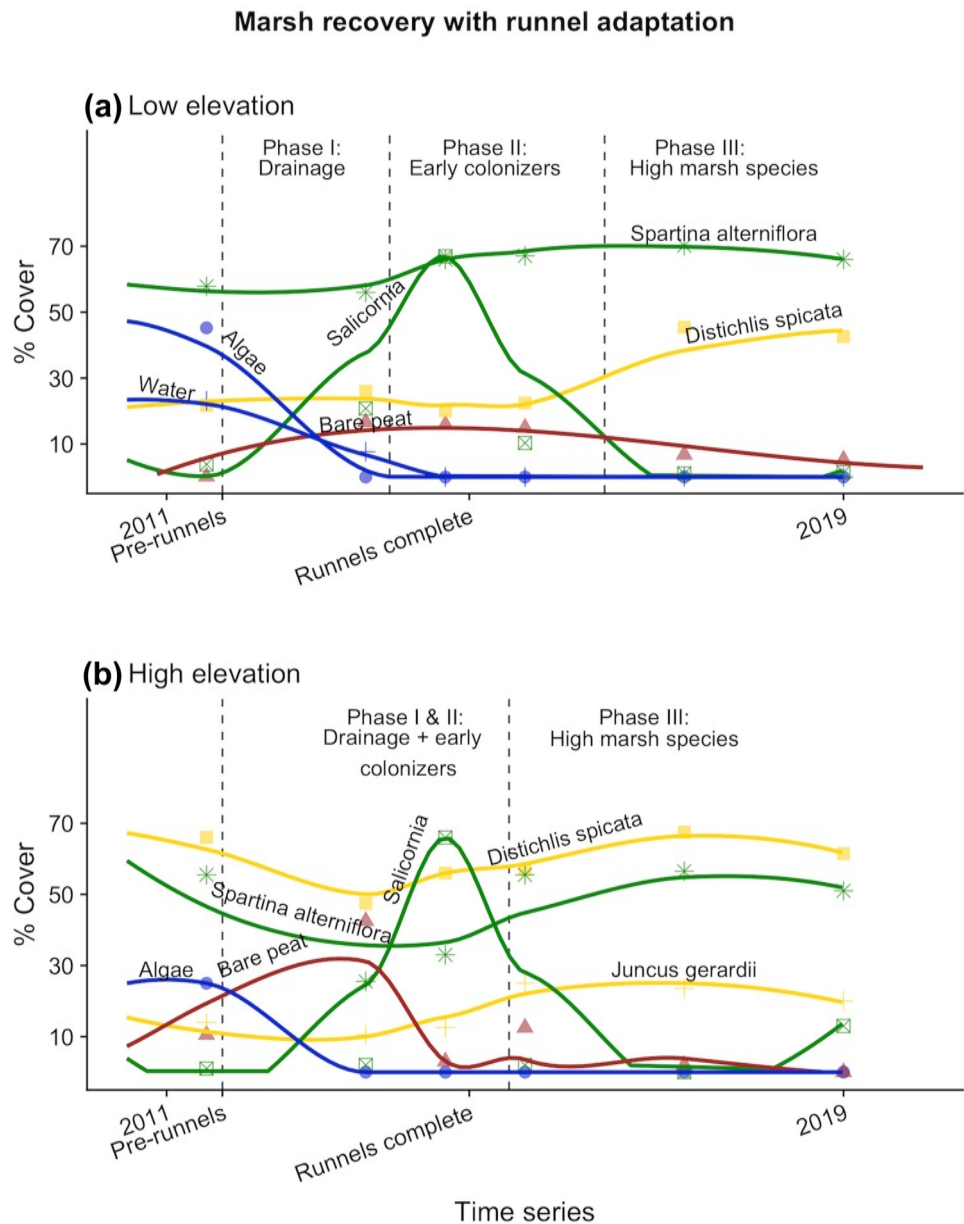 Marsh recovery with runnel adaptation
(a) Low elevation
Phase I:
Drainage
Phase II:
Early colonizers
Phase III:
High marsh species
% Cover
70
50
30
10
Spartina alterniflora
Salicornia
Distichlis spicata
Algae
Water
Bare peat
2011
Pre-runnels
Runnels complete
2019
(b) High elevation
Phase I & II:
Drainage + early
colonizers
Phase III:
High marsh species
% Cover
70
50
30
10
Salicornia
Distichlis spicata
Spartina alterniflora
Bare peat
Algae
Juncus gerardii
2011
Pre-runnels
Runnels complete
2019
Time series